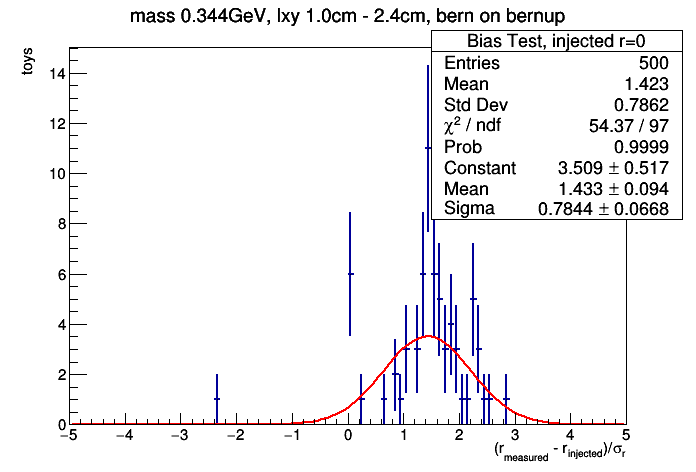 mass 0.344GeV, lxy 1.0cm - 2.4cm, bern on bernup
Bias Test, injected r=0
Entries 500
Mean 1.423
Std Dev 0.7862
χ² / ndf 54.37 / 97
Prob 0.9999
Constant 3.509 ± 0.517
Mean 1.433 ± 0.094
Sigma 0.7844 ± 0.0668
toys
14
12
10
8
6
4
2
0
−5 −4 −3 −2 −1 0 1 2 3 4 5
(r_measured - r_injected)/σ_r